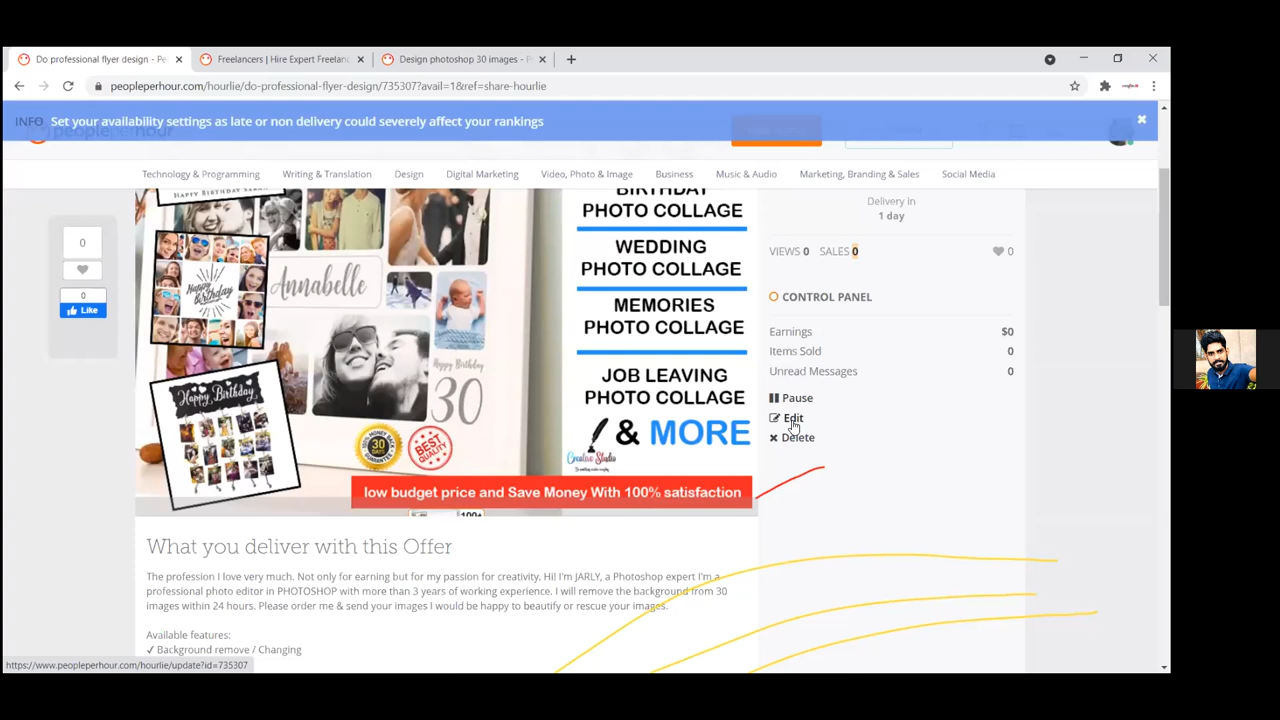 Do professional flyer design - Pe
Freelancers | Hire Expert Freelanc
Design photoshop 30 images - P
peopleperhour.com/hourlie/do-professional-flyer-design/735307?avail=1&ref=share-hourlie
INFO Set your availability settings as late or non delivery could severely affect your rankings
peopleperhour
Technology & Programming Writing & Translation Design Digital Marketing Video, Photo & Image Business Music & Audio Marketing, Branding & Sales Social Media
0
0
Like
Annabelle
Happy Birthday
30
Happy Birthday
Happy Birthday
BIRTHDAY
PHOTO COLLAGE
WEDDING
PHOTO COLLAGE
MEMORIES
PHOTO COLLAGE
JOB LEAVING
PHOTO COLLAGE
& MORE
Creative Studio
30
BEST
QUALITY
low budget price and Save Money With 100% satisfaction
100+
Delivery in
1 day
VIEWS 0 SALES 0
0
CONTROL PANEL
Earnings $0
Items Sold 0
Unread Messages 0
Pause
Edit
Delete
What you deliver with this Offer
The profession I love very much. Not only for earning but for my passion for creativity. Hi! I'm JARLY, a Photoshop expert I'm a
professional photo editor in PHOTOSHOP with more than 3 years of working experience. I will remove the background from 30
images within 24 hours. Please order me & send your images I would be happy to beautify or rescue your images.
Available features:
✓ Background remove / Changing
https://www.peopleperhour.com/hourlie/update?id=735307